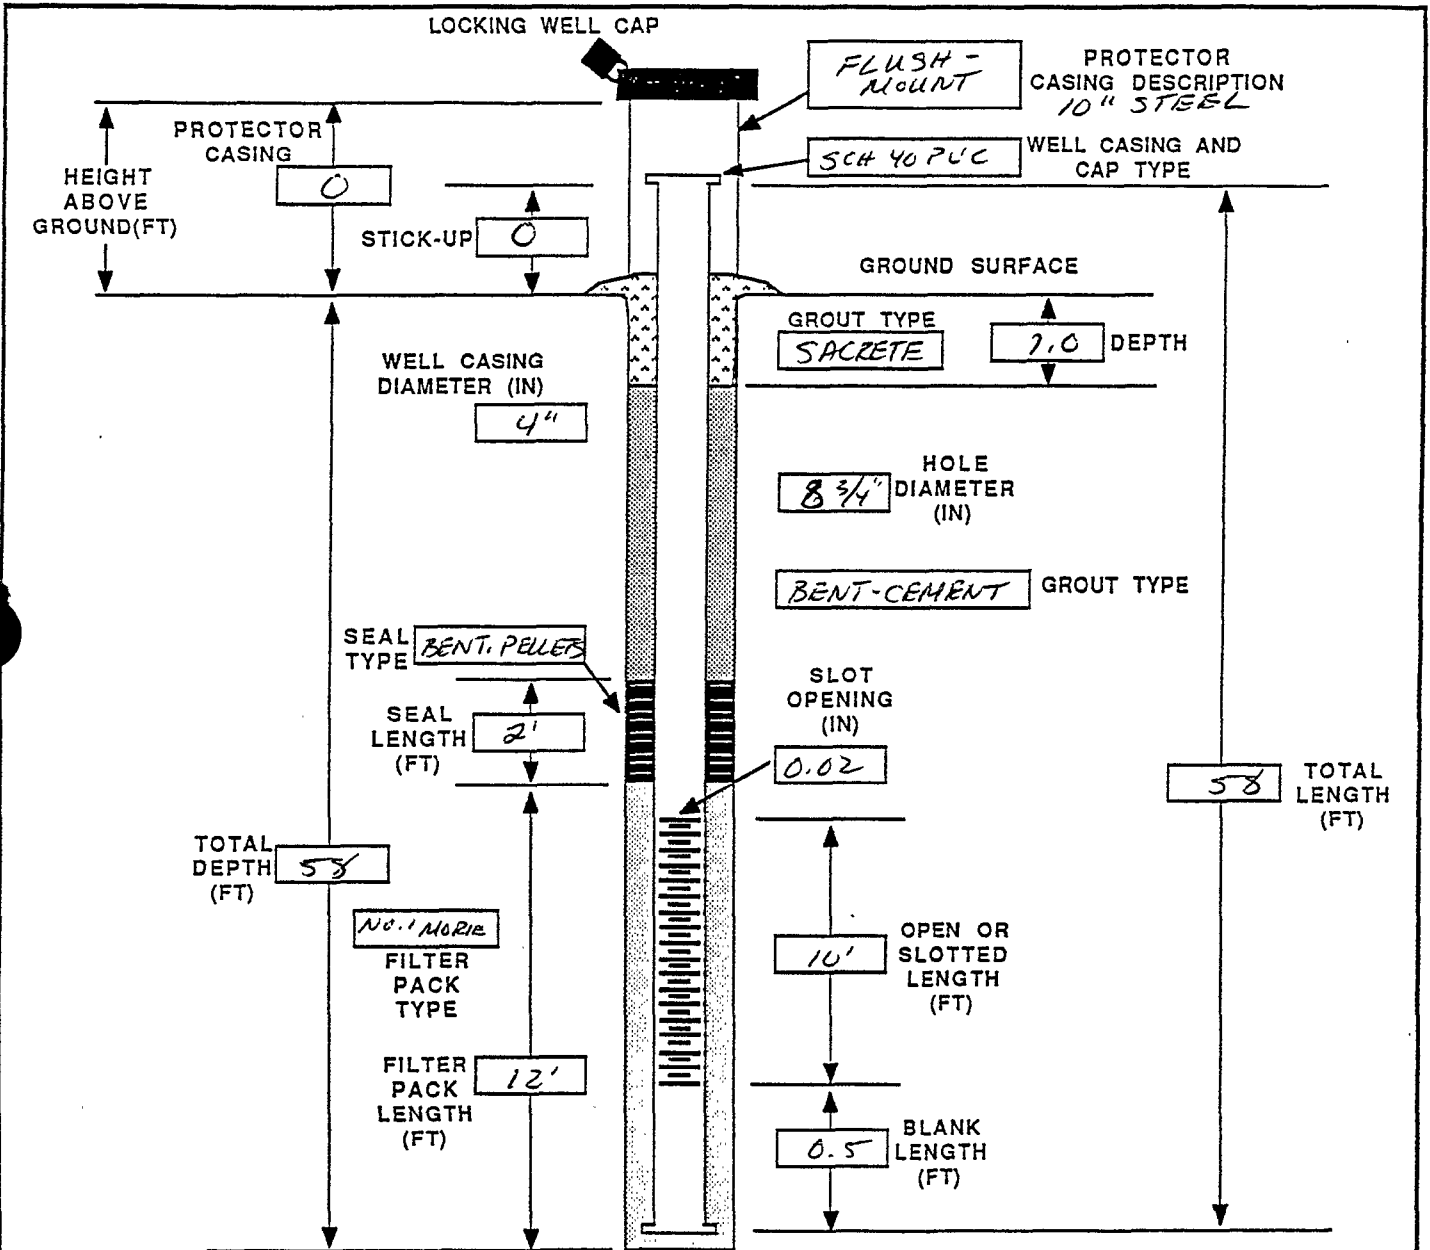 LOCKING WELL CAP
FLUSH-
MOUNT
PROTECTOR
CASING DESCRIPTION
10" STEEL
PROTECTOR
CASING
0
HEIGHT
ABOVE
GROUND(FT)
SCH 40 PVC
WELL CASING AND
CAP TYPE
STICK-UP
0
GROUND SURFACE
GROUT TYPE
SACRETE
DEPTH
WELL CASING
DIAMETER (IN)
4"
8 3/4"
HOLE
DIAMETER
(IN)
BENT-CEMENT
GROUT TYPE
SEAL
TYPE
BENT. PELLETS
SLOT
OPENING
(IN)
0.02
SEAL
LENGTH
(FT)
2'
58
TOTAL
LENGTH
(FT)
TOTAL
DEPTH
(FT)
58
NO. 1 MORIE
FILTER
PACK
TYPE
10'
OPEN OR
SLOTTED
LENGTH
(FT)
FILTER
PACK
LENGTH
(FT)
12'
0.5
BLANK
LENGTH
(FT)